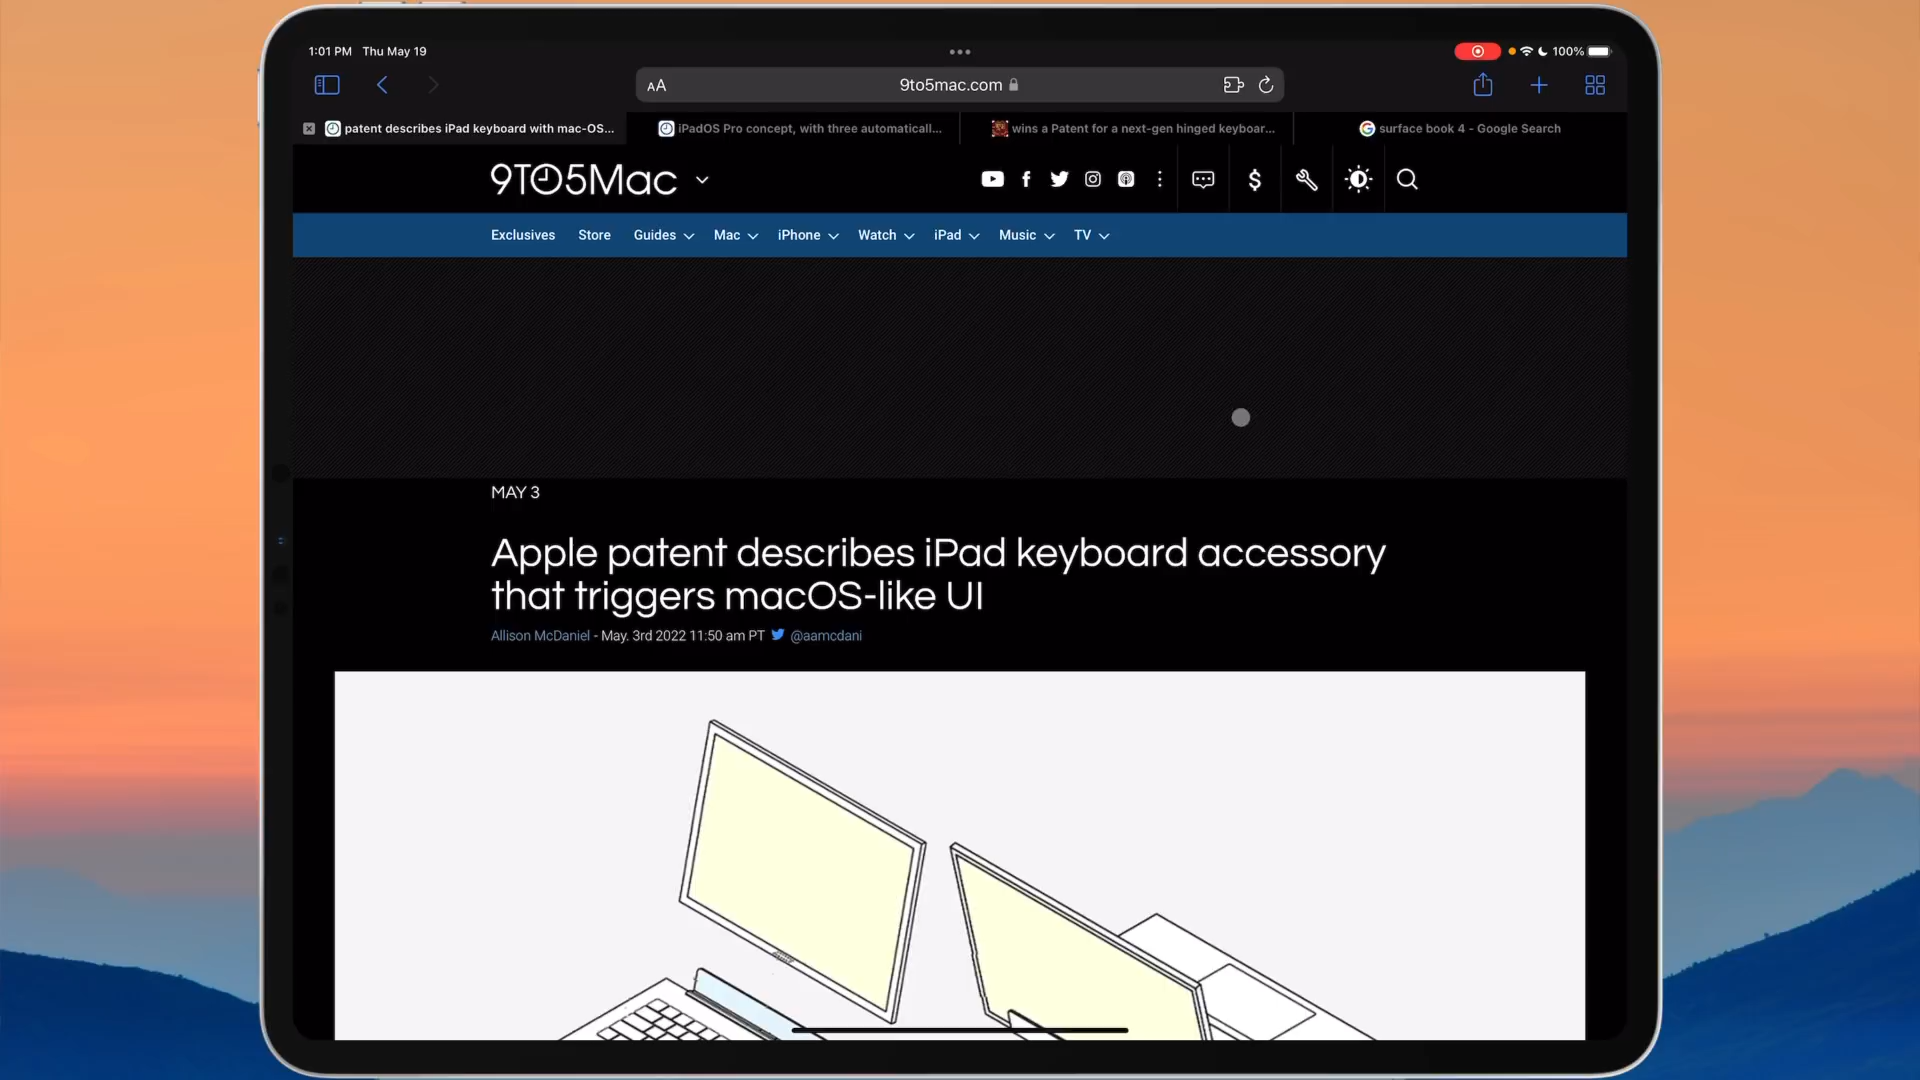 1:01 PM Thu May 19
100%
AA
9to5mac.com
patent describes iPad keyboard with mac-OS...
iPadOS Pro concept, with three automaticall...
wins a Patent for a next-gen hinged keyboar...
surface book 4 - Google Search
9TO5Mac
Exclusives Store Guides Mac iPhone Watch iPad Music TV
MAY 3
Apple patent describes iPad keyboard accessory
that triggers macOS-like UI
Allison McDaniel - May. 3rd 2022 11:50 am PT @aamcdani